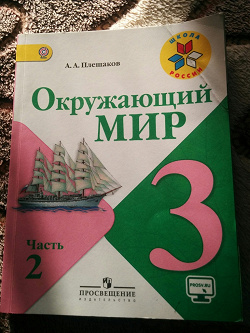 А. А. Плешаков
ШКОЛА
РОССИИ
Окружающий
МИР
3
Часть
2
ПРОСВЕЩЕНИЕ
ИЗДАТЕЛЬСТВО
PROSV.RU